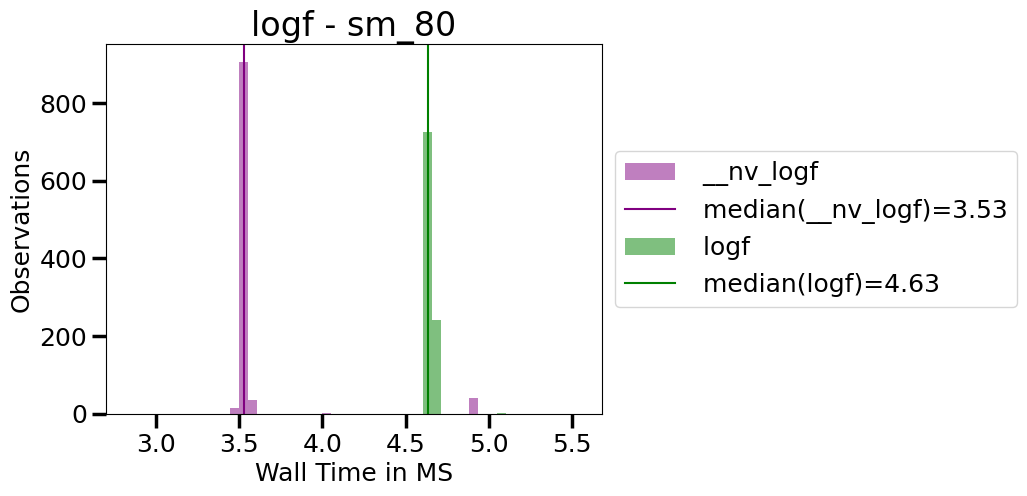 logf - sm_80
Observations
800
600
400
200
0
3.0 3.5 4.0 4.5 5.0 5.5
Wall Time in MS
__nv_logf
median(__nv_logf)=3.53
logf
median(logf)=4.63